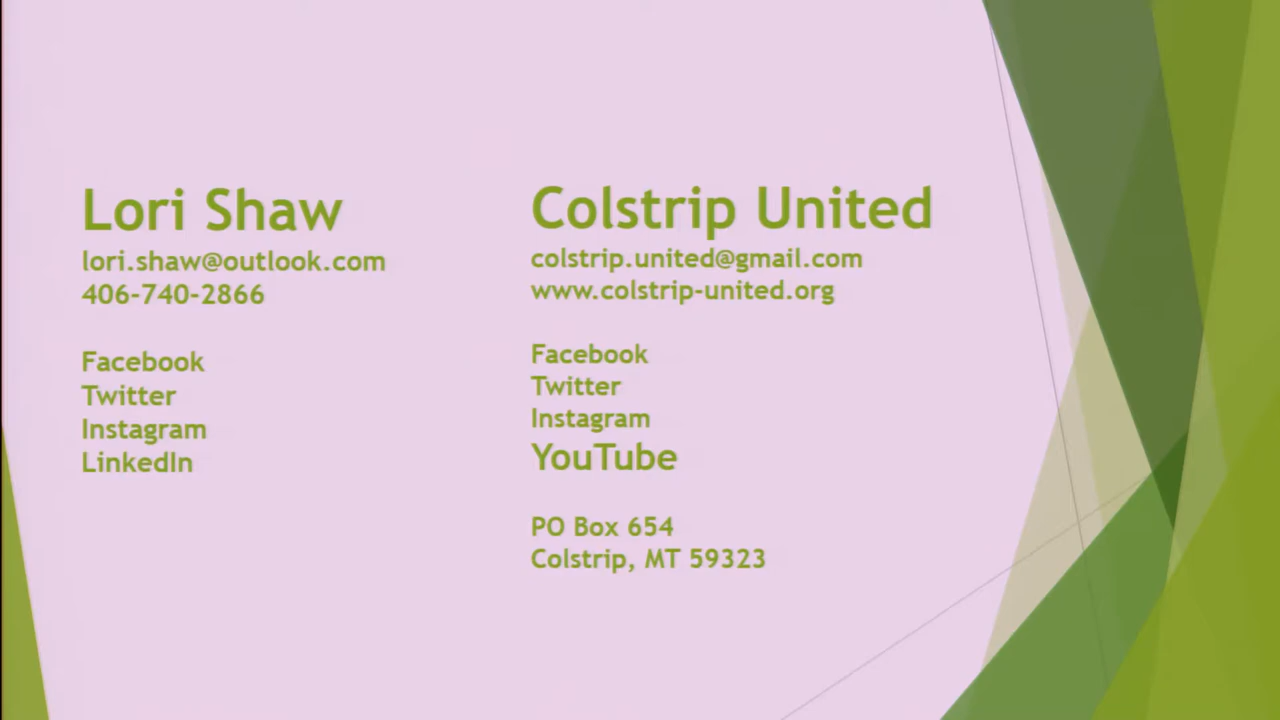 Lori Shaw
lori.shaw@outlook.com
406-740-2866
Facebook
Twitter
Instagram
LinkedIn
Colstrip United
colstrip.united@gmail.com
www.colstrip-united.org
Facebook
Twitter
Instagram
YouTube
PO Box 654
Colstrip, MT 59323